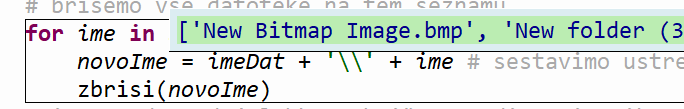 # brisemo vse datoteke na tem seznamu
for ime in ['New Bitmap Image.bmp', 'New folder (3
novoIme = imeDat + '\\' + ime # sestavimo ustre
zbrisi(novoIme)